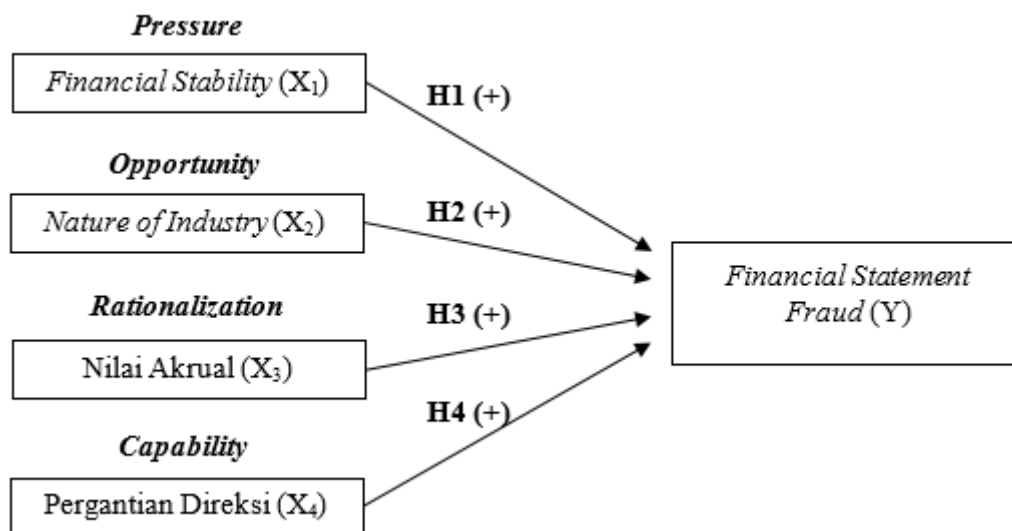 Pressure
Financial Stability (X₁)
H1 (+)
Opportunity
Nature of Industry (X₂)
H2 (+)
Financial Statement
Fraud (Y)
Rationalization
Nilai Akrual (X₃)
H3 (+)
Capability
Pergantian Direksi (X₄)
H4 (+)